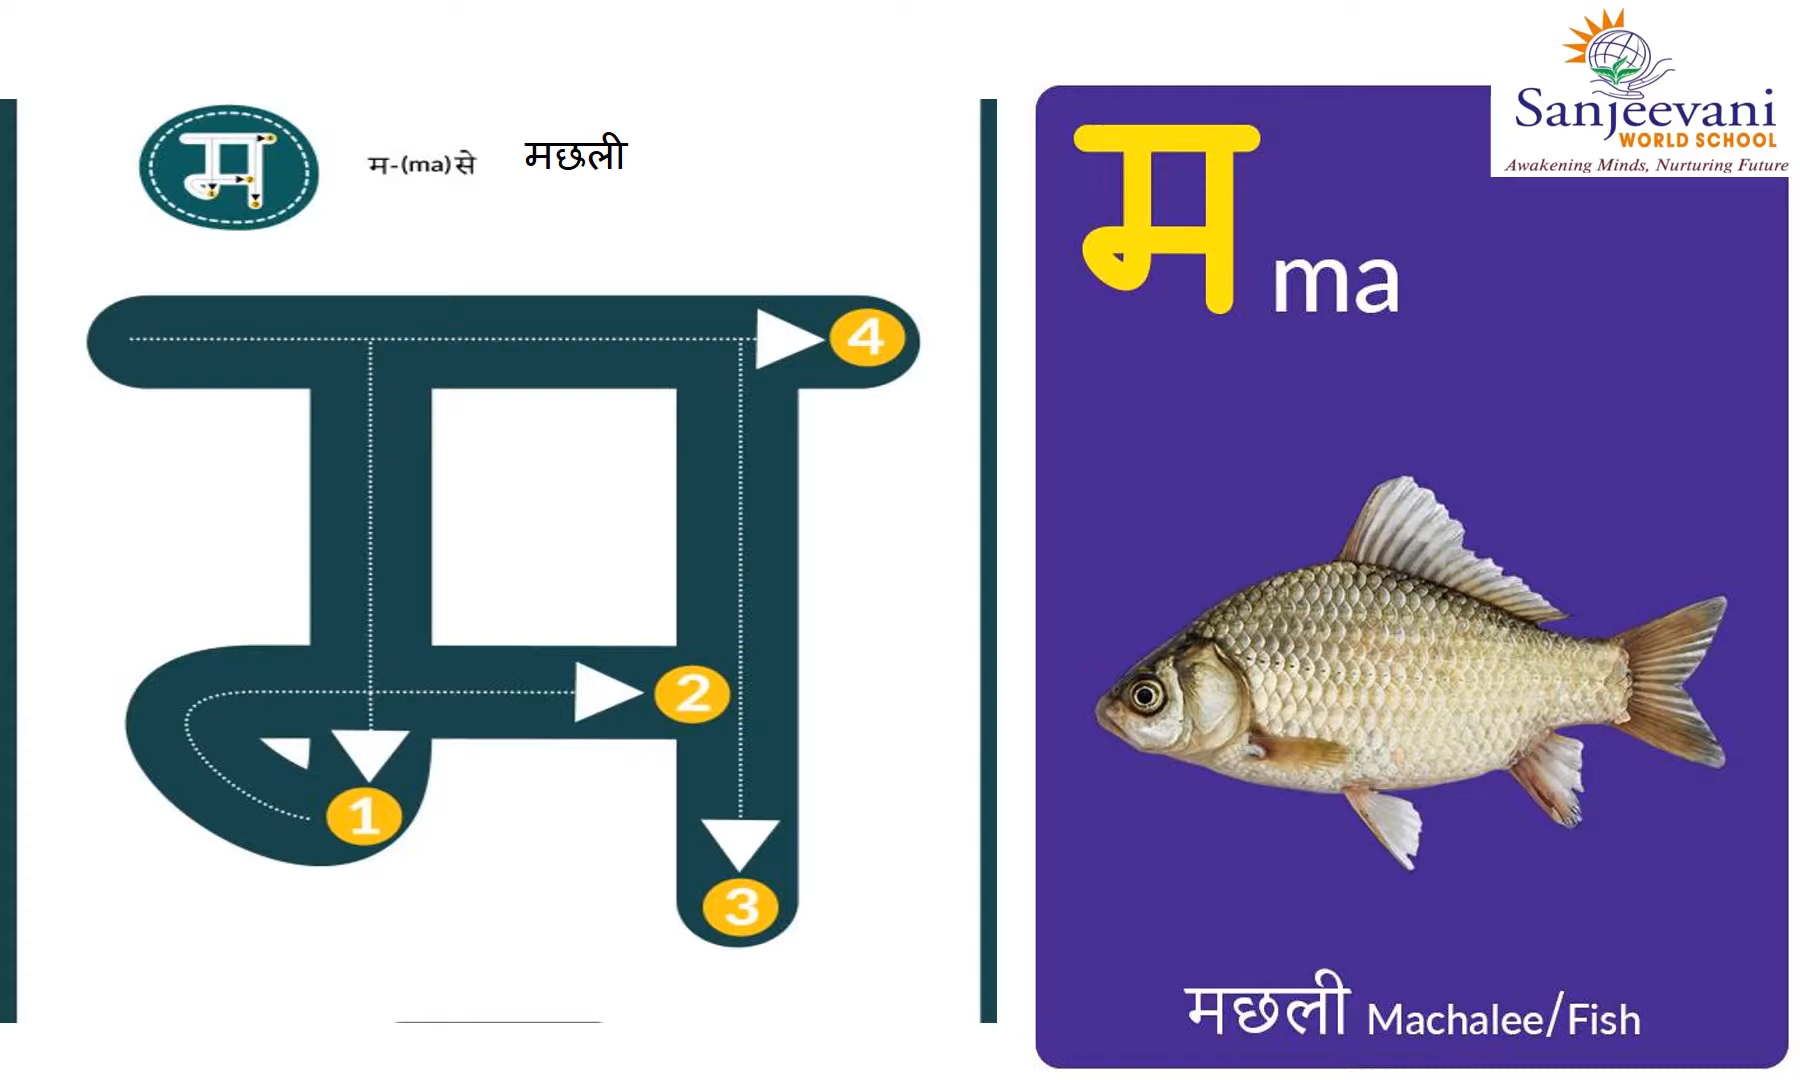 म-(ma) से मछली
4
2
1
3
Sanjeevani
WORLD SCHOOL
Awakening Minds, Nurturing Future
म ma
मछली Machalee/Fish